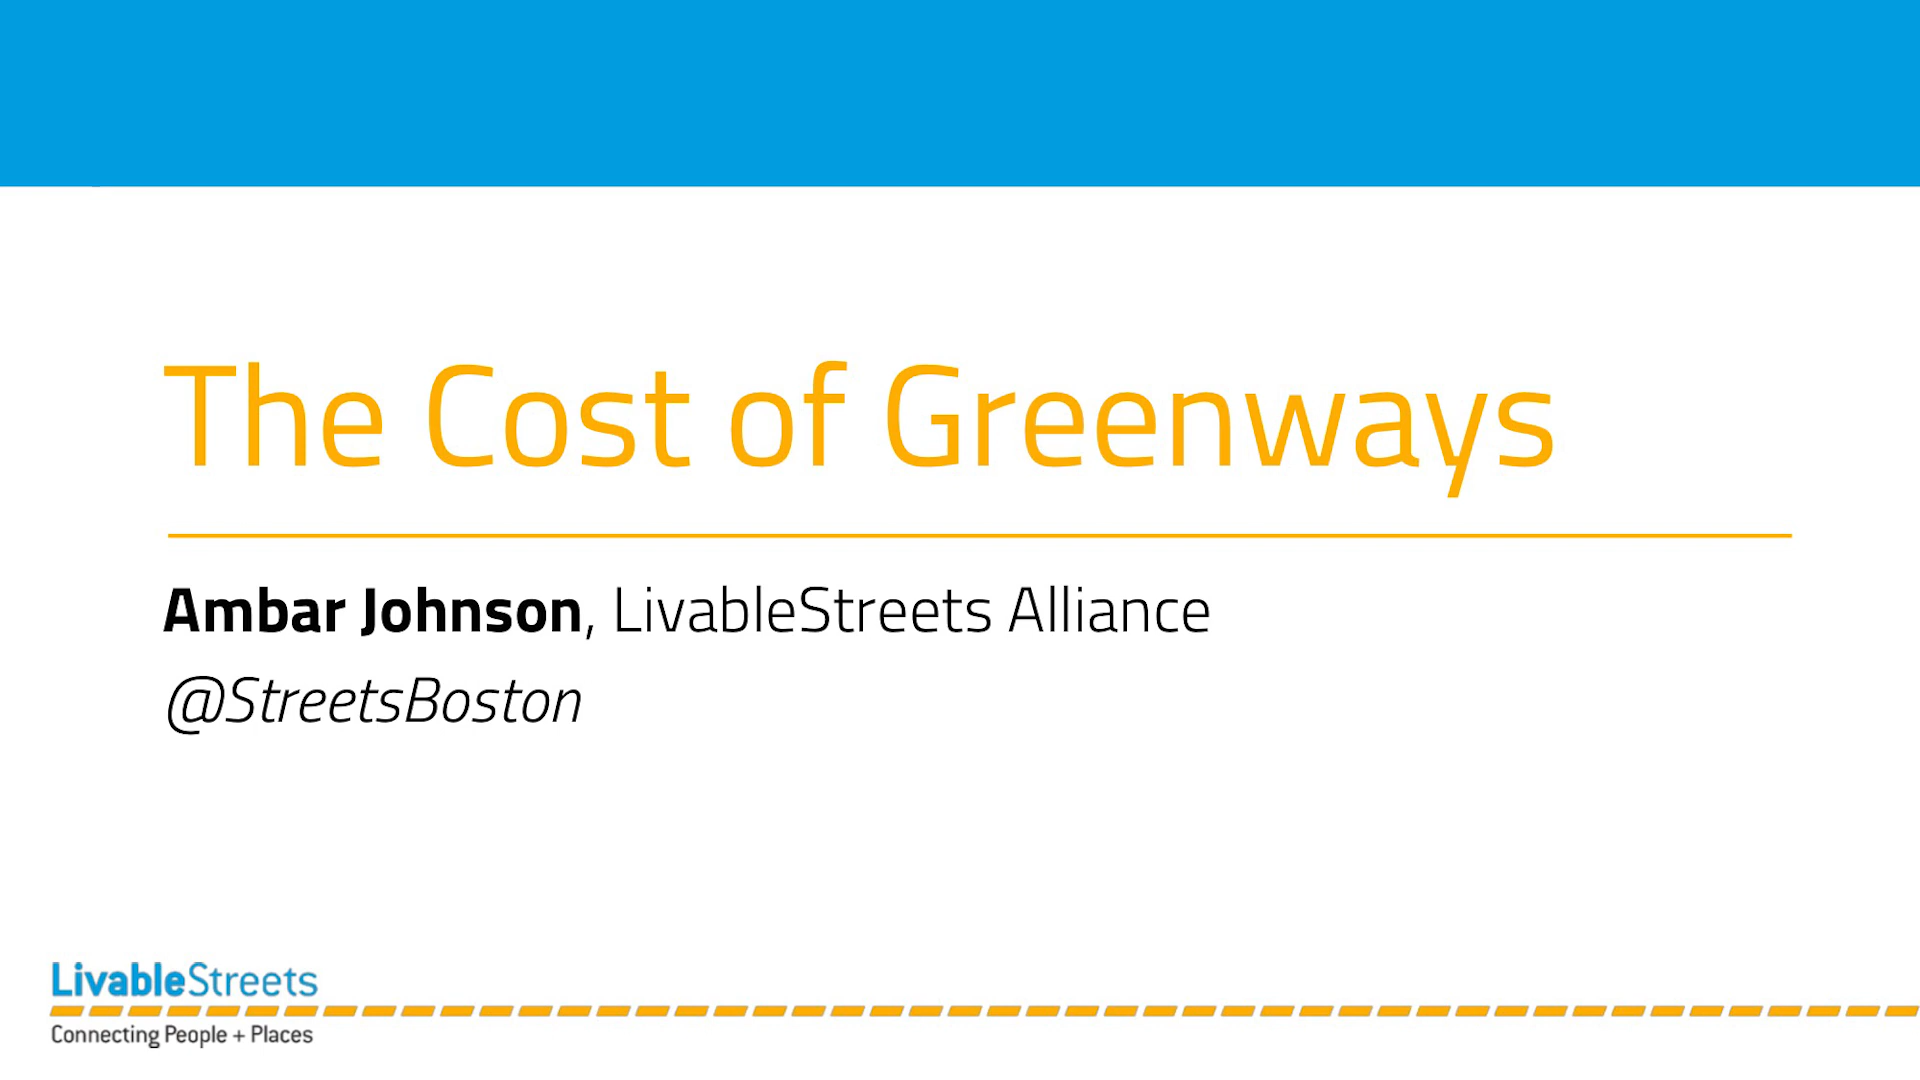 The Cost of Greenways
Ambar Johnson, LivableStreets Alliance
@StreetsBoston
LivableStreets
Connecting People + Places